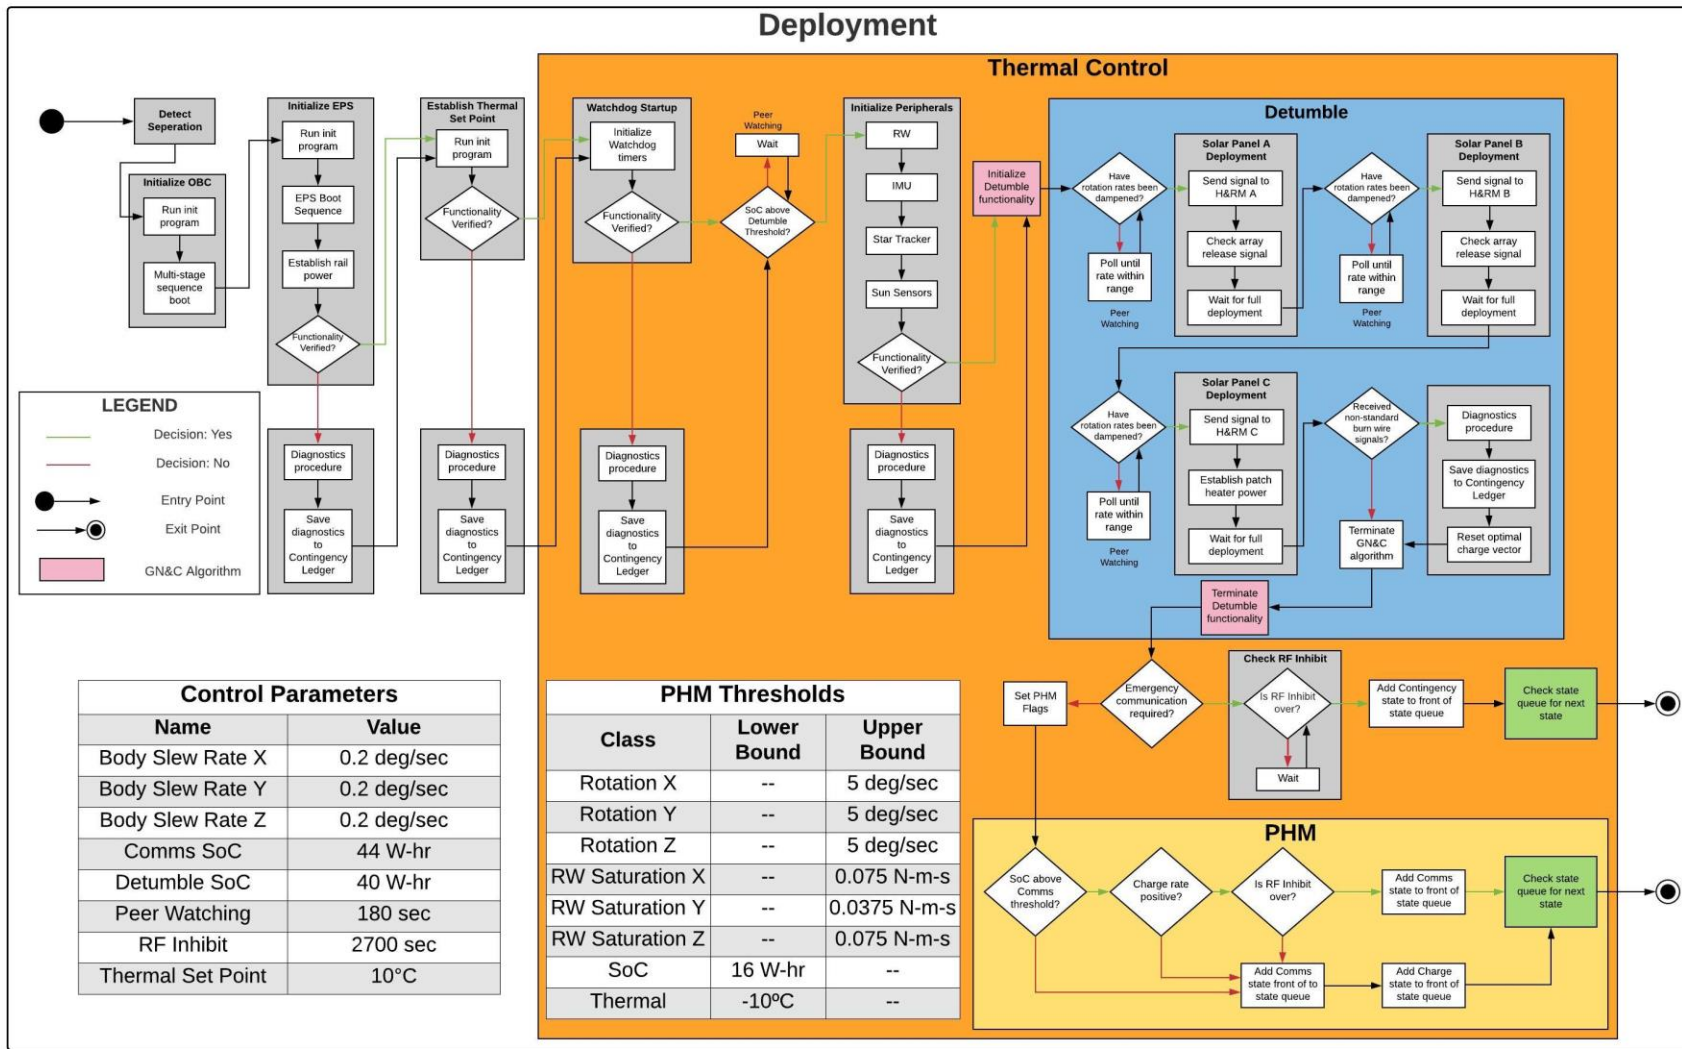 Deployment
Thermal Control
Detect
Seperation
Initialize OBC
Run init
program
Multi-stage
sequence
boot
Initialize EPS
Run init
program
EPS Boot
Sequence
Establish rail
power
Functionality
Verified?
Diagnostics
procedure
Save
diagnostics
to
Contingency
Ledger
Establish Thermal
Set Point
Run init
program
Functionality
Verified?
Diagnostics
procedure
Save
diagnostics
to
Contingency
Ledger
Watchdog Startup
Initialize
Watchdog
timers
Functionality
Verified?
Diagnostics
procedure
Save
diagnostics
to
Contingency
Ledger
Peer
Watching
Wait
SoC above
Detumble
Threshold?
Initialize Peripherals
RW
IMU
Star Tracker
Sun Sensors
Functionality
Verified?
Diagnostics
procedure
Save
diagnostics
to
Contingency
Ledger
Initialize
Detumble
functionality
Detumble
Have
rotation rates been
dampened?
Poll until
rate within
range
Peer
Watching
Solar Panel A
Deployment
Send signal to
H&RM A
Check array
release signal
Wait for full
deployment
Have
rotation rates been
dampened?
Poll until
rate within
range
Peer
Watching
Solar Panel B
Deployment
Send signal to
H&RM B
Check array
release signal
Wait for full
deployment
Have
rotation rates been
dampened?
Poll until
rate within
range
Peer
Watching
Solar Panel C
Deployment
Send signal to
H&RM C
Establish patch
heater power
Wait for full
deployment
Received
non-standard
burn wire
signals?
Terminate
GN&C
algorithm
Diagnostics
procedure
Save diagnostics
to Contingency
Ledger
Reset optimal
charge vector
Terminate
Detumble
functionality
LEGEND
Decision: Yes
Decision: No
Entry Point
Exit Point
GN&C Algorithm
Set PHM
Flags
Emergency
communication
required?
Check RF Inhibit
Is RF Inhibit
over?
Wait
Add Contingency
state to front of
state queue
Check state
queue for next
state
Control Parameters
Name Value
Body Slew Rate X 0.2 deg/sec
Body Slew Rate Y 0.2 deg/sec
Body Slew Rate Z 0.2 deg/sec
Comms SoC 44 W-hr
Detumble SoC 40 W-hr
Peer Watching 180 sec
RF Inhibit 2700 sec
Thermal Set Point 10°C
PHM Thresholds
Class Lower Bound Upper Bound
Rotation X -- 5 deg/sec
Rotation Y -- 5 deg/sec
Rotation Z -- 5 deg/sec
RW Saturation X -- 0.075 N-m-s
RW Saturation Y -- 0.0375 N-m-s
RW Saturation Z -- 0.075 N-m-s
SoC 16 W-hr --
Thermal -10ºC --
PHM
SoC above
Comms
threshold?
Charge rate
positive?
Is RF Inhibit
over?
Add Comms
state to front of
state queue
Check state
queue for next
state
Add Comms
state front of to
state queue
Add Charge
state to front of
state queue